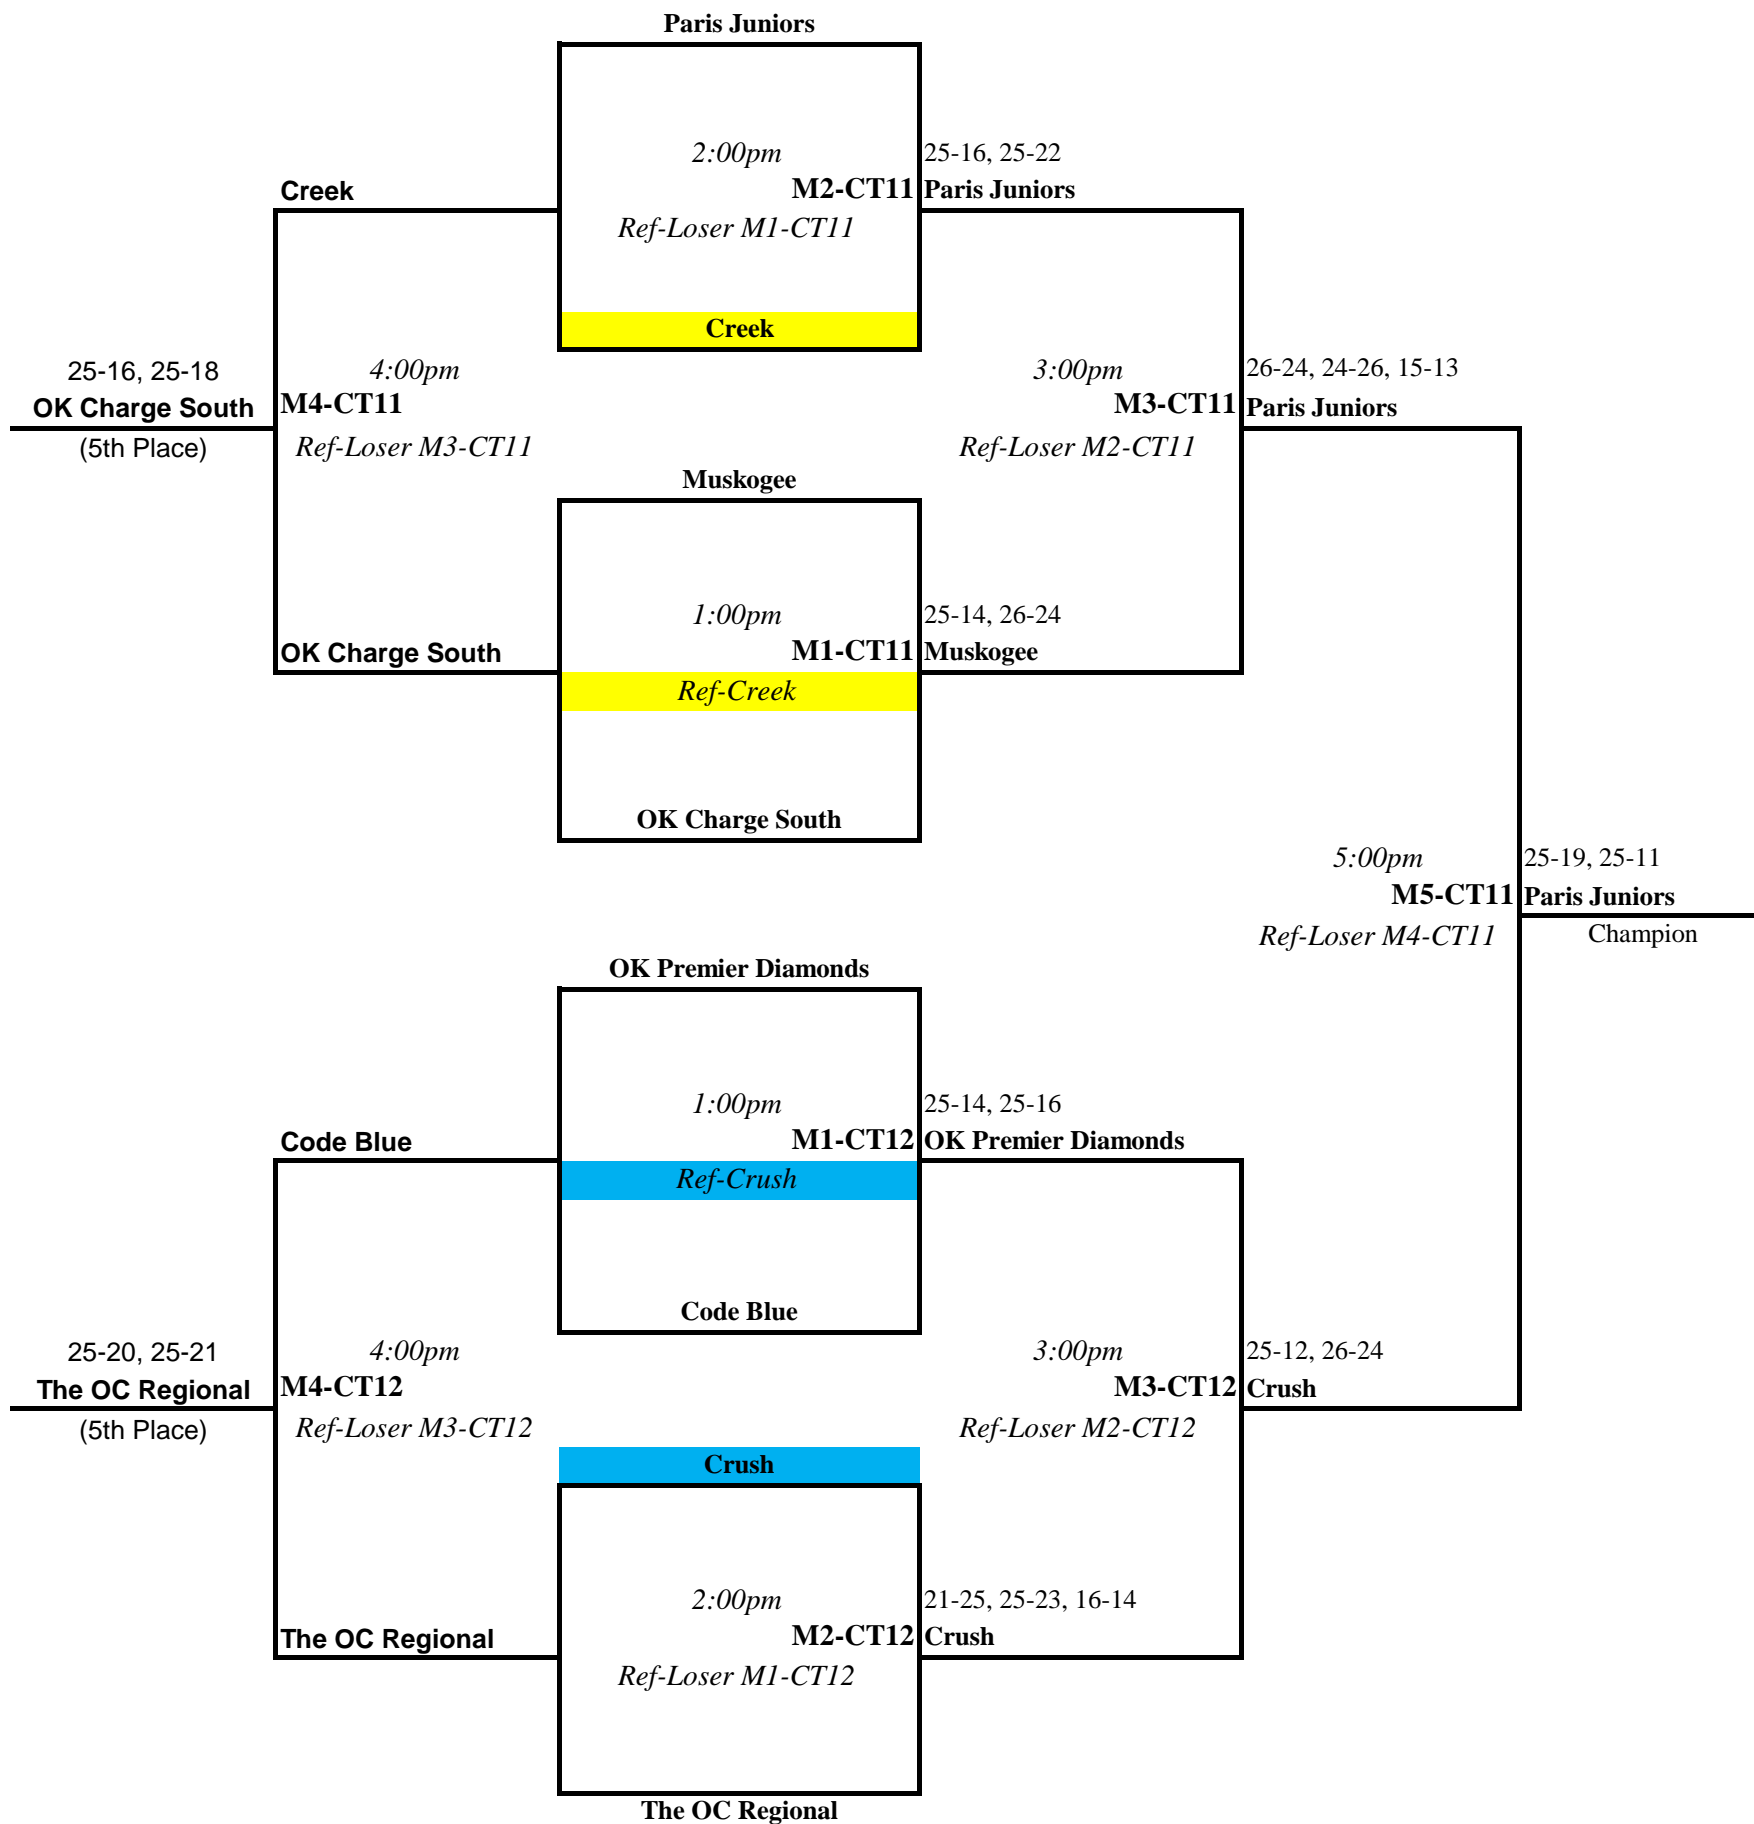 Paris Juniors
2:00pm
25-16, 25-22
Creek
M2-CT11
Paris Juniors
Ref-Loser M1-CT11
Creek
25-16, 25-18
4:00pm
3:00pm
26-24, 24-26, 15-13
OK Charge South
M4-CT11
M3-CT11
Paris Juniors
(5th Place)
Ref-Loser M3-CT11
Ref-Loser M2-CT11
Muskogee
1:00pm
25-14, 26-24
OK Charge South
M1-CT11
Muskogee
Ref-Creek
OK Charge South
5:00pm
25-19, 25-11
M5-CT11
Paris Juniors
Ref-Loser M4-CT11
Champion
OK Premier Diamonds
1:00pm
25-14, 25-16
Code Blue
M1-CT12
OK Premier Diamonds
Ref-Crush
Code Blue
25-20, 25-21
4:00pm
3:00pm
25-12, 26-24
The OC Regional
M4-CT12
M3-CT12
Crush
(5th Place)
Ref-Loser M3-CT12
Ref-Loser M2-CT12
Crush
2:00pm
21-25, 25-23, 16-14
The OC Regional
M2-CT12
Crush
Ref-Loser M1-CT12
The OC Regional